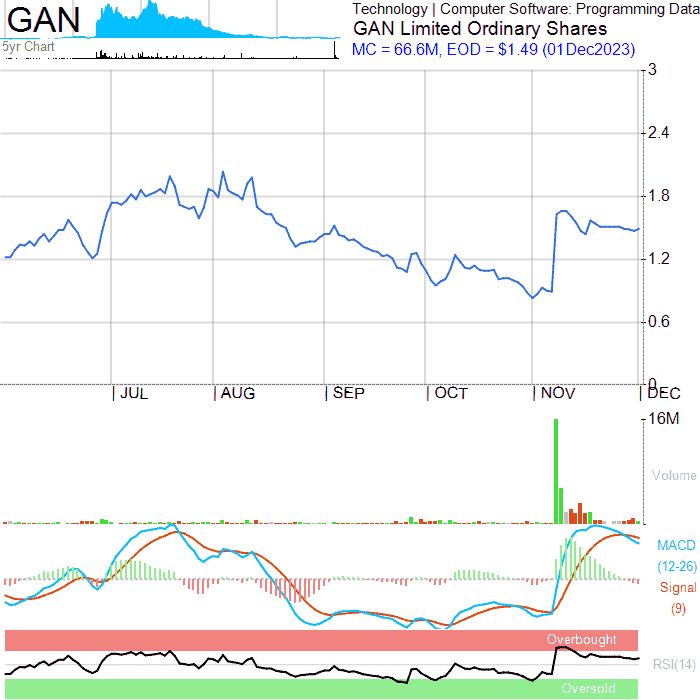 GAN
Technology | Computer Software: Programming Data
GAN Limited Ordinary Shares
5yr Chart
MC = 66.6M, EOD = $1.49 (01Dec2023)
3
2.4
1.8
1.2
0.6
0
JUL
AUG
SEP
OCT
NOV
DEC
16M
Volume
MACD
(12-26)
Signal
(9)
Overbought
RSI(14)
Oversold